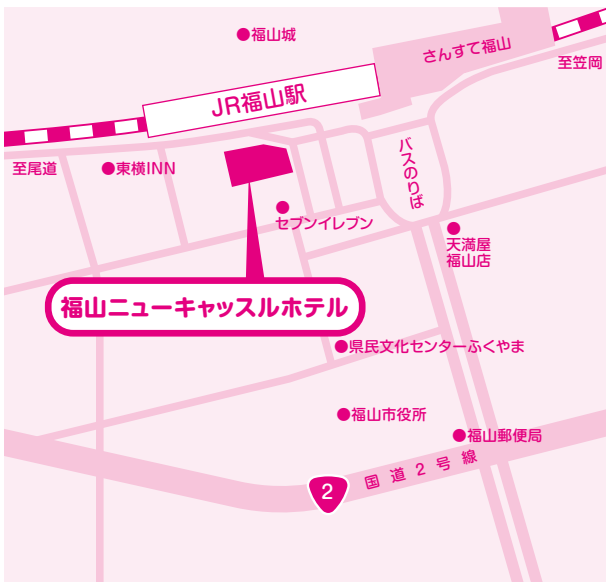 福山城
さんすて福山
至笠岡
JR福山駅
至尾道
東横INN
バスのりば
セブンイレブン
天満屋
福山店
福山ニューキャッスルホテル
県民文化センターふくやま
福山市役所
福山郵便局
国道2号線
2